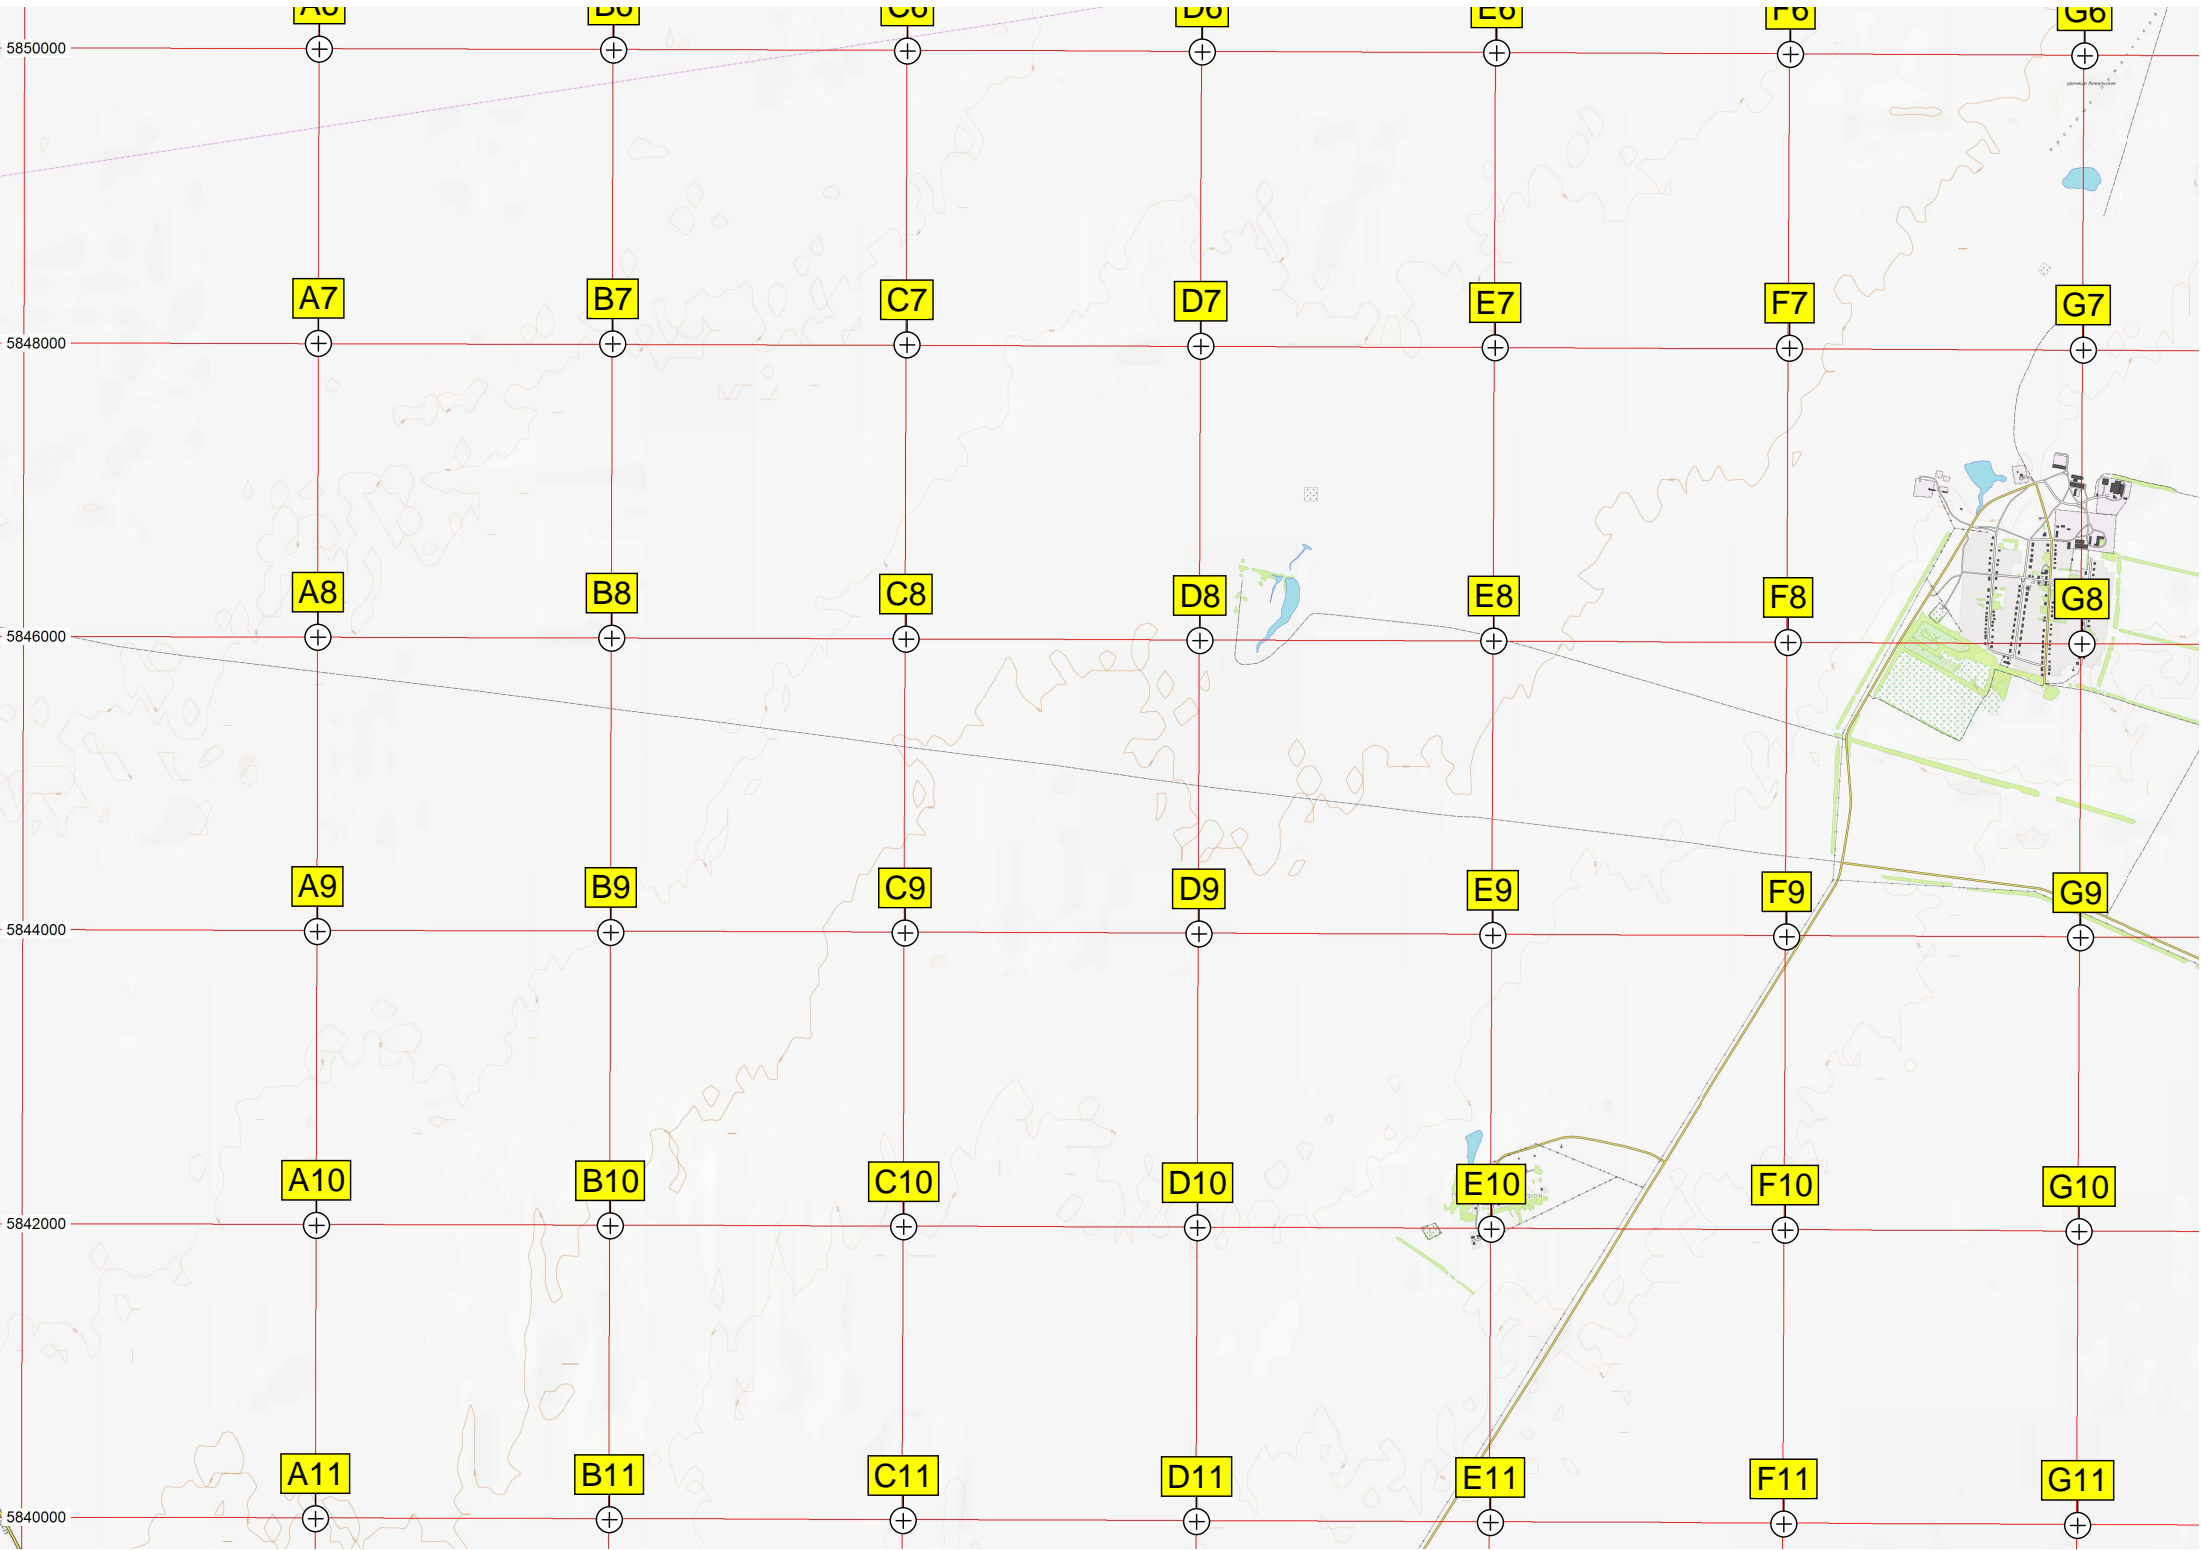 A6 B6 C6 D6 E6 F6 G6
5850000
урочище Лежальское
A7 B7 C7 D7 E7 F7 G7
5848000
A8 B8 C8 D8 E8 F8 G8
5846000
A9 B9 C9 D9 E9 F9 G9
5844000
A10 B10 C10 D10 E10 F10 G10
5842000
A11 B11 C11 D11 E11 F11 G11
5840000